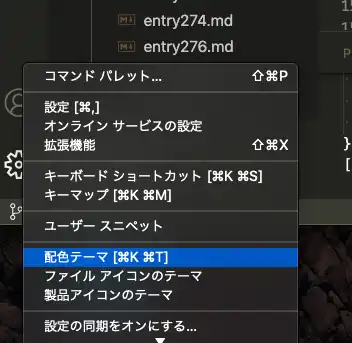 entry274.md
entry276.md
コマンド パレット... ⇧⌘P
設定 [⌘,]
オンライン サービスの設定
拡張機能 ⇧⌘X
キーボード ショートカット [⌘K ⌘S]
キーマップ [⌘K ⌘M]
ユーザー スニペット
配色テーマ [⌘K ⌘T]
ファイル アイコンのテーマ
製品アイコンのテーマ
設定の同期をオンにする...
}
[